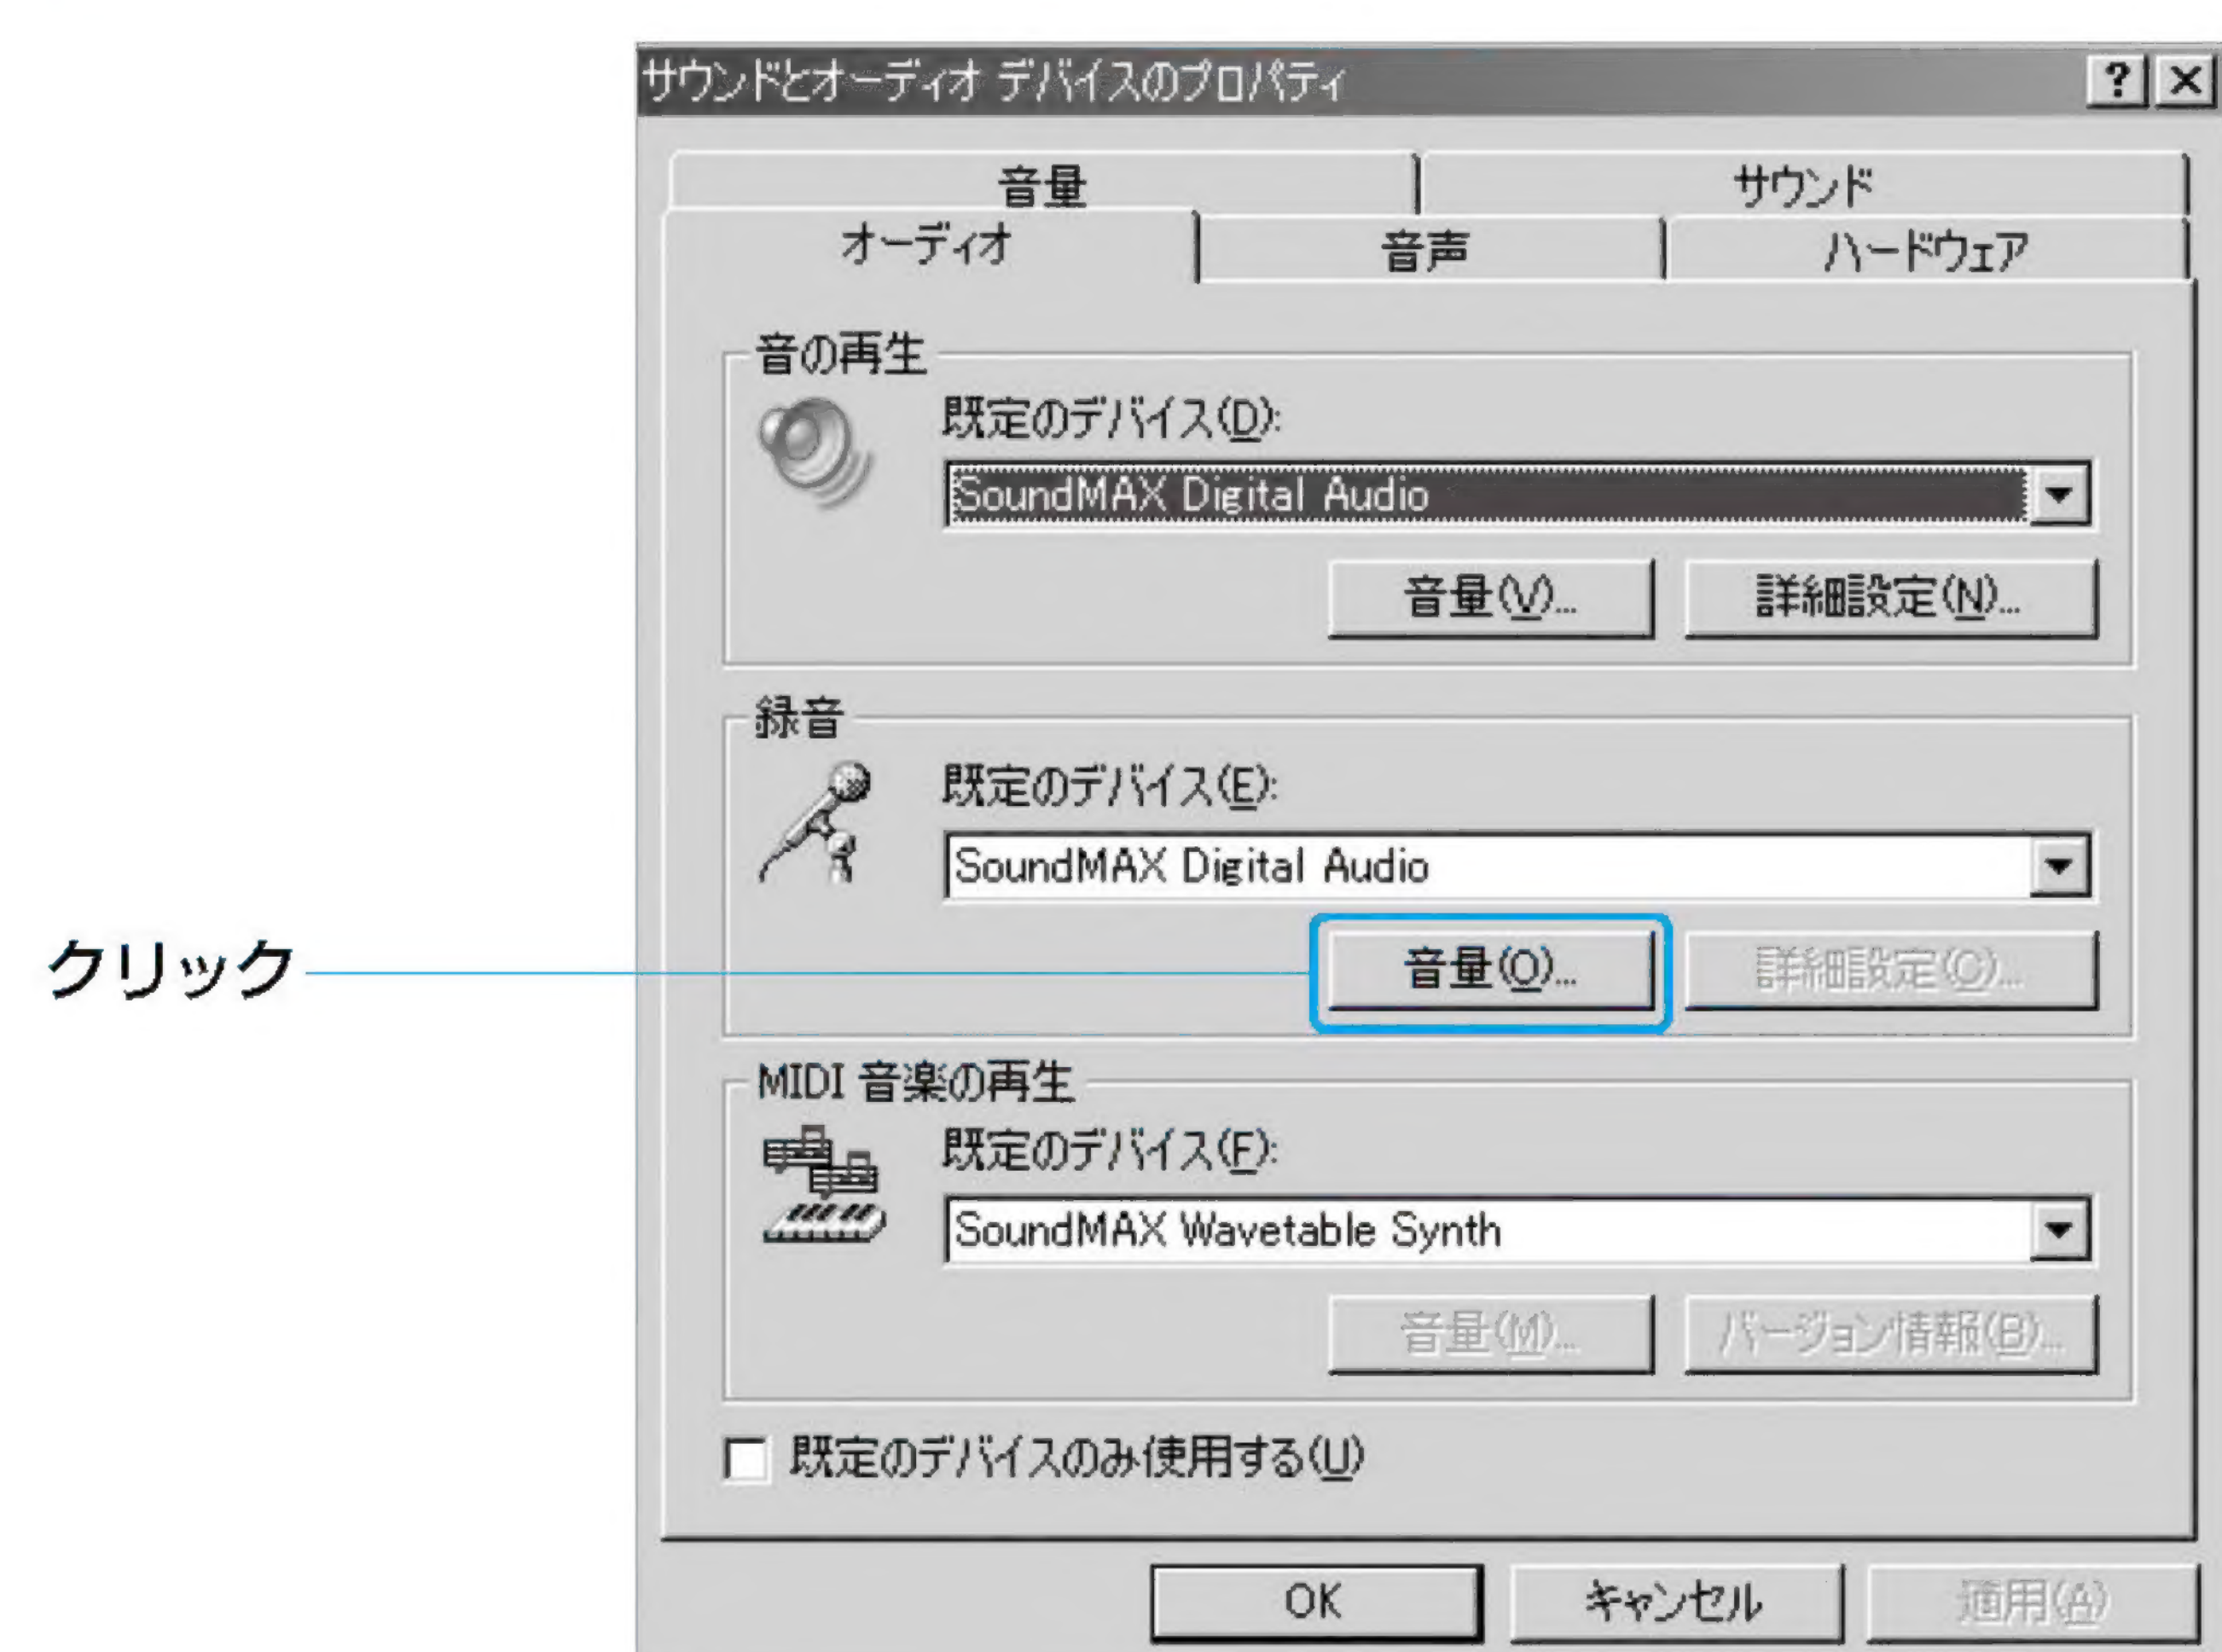 サウンドとオーディオ デバイスのプロパティ
音量 サウンド
オーディオ 音声 ハードウェア
音の再生
既定のデバイス(D):
SoundMAX Digital Audio
音量(V)... 詳細設定(N)...
録音
既定のデバイス(E):
SoundMAX Digital Audio
クリック
音量(O)... 詳細設定(C)...
MIDI 音楽の再生
既定のデバイス(F):
SoundMAX Wavetable Synth
音量(M)... バージョン情報(B)...
既定のデバイスのみ使用する(U)
OK キャンセル 適用(A)